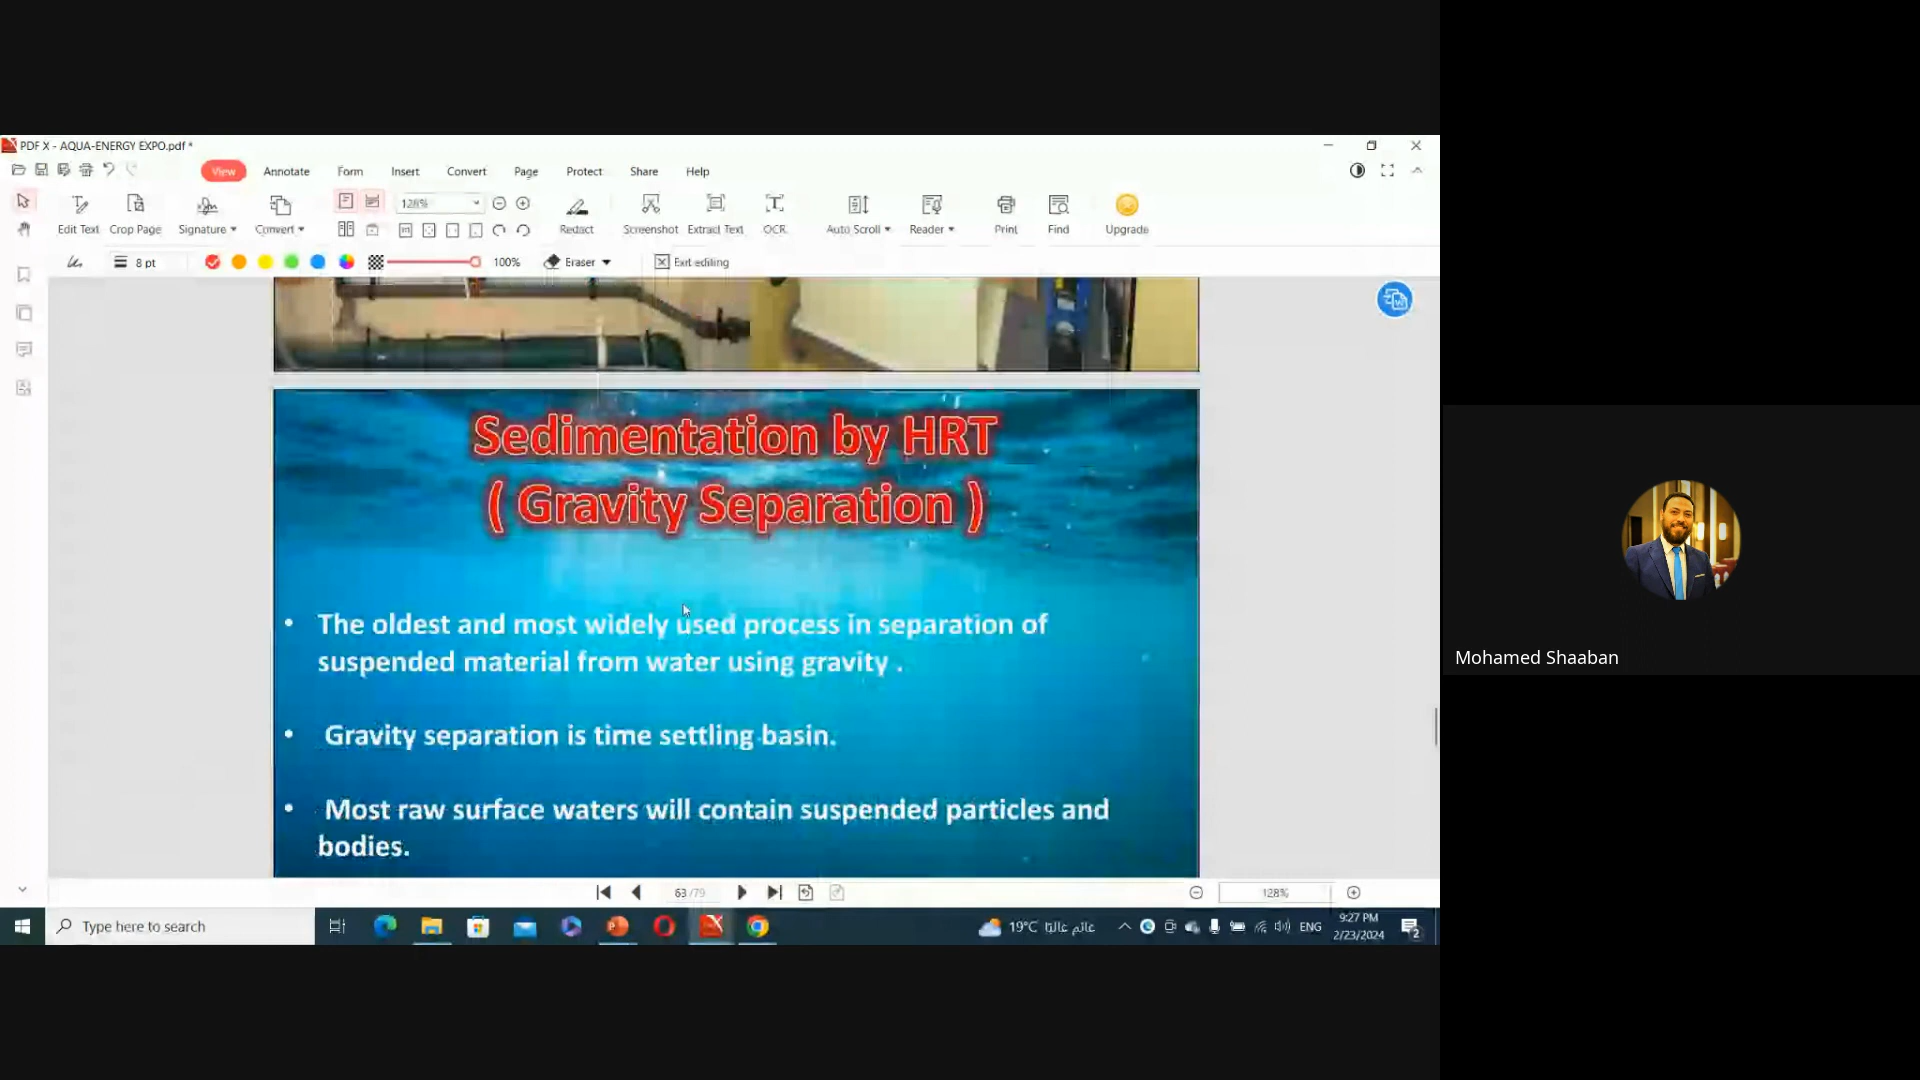 PDF X - AQUA-ENERGY EXPO.pdf *
View Annotate Form Insert Convert Page Protect Share Help
128%
Edit Text Crop Page Signature Convert Redact Screenshot Extract Text OCR Auto Scroll Reader Print Find Upgrade
8 pt 100% Eraser Exit editing
Sedimentation by HRT
( Gravity Separation )
• The oldest and most widely used process in separation of
suspended material from water using gravity .
• Gravity separation is time settling basin.
• Most raw surface waters will contain suspended particles and
bodies.
Mohamed Shaaban
63 /79
128%
Type here to search
19°C غائم غالبًا
ENG
9:27 PM
2/23/2024
2